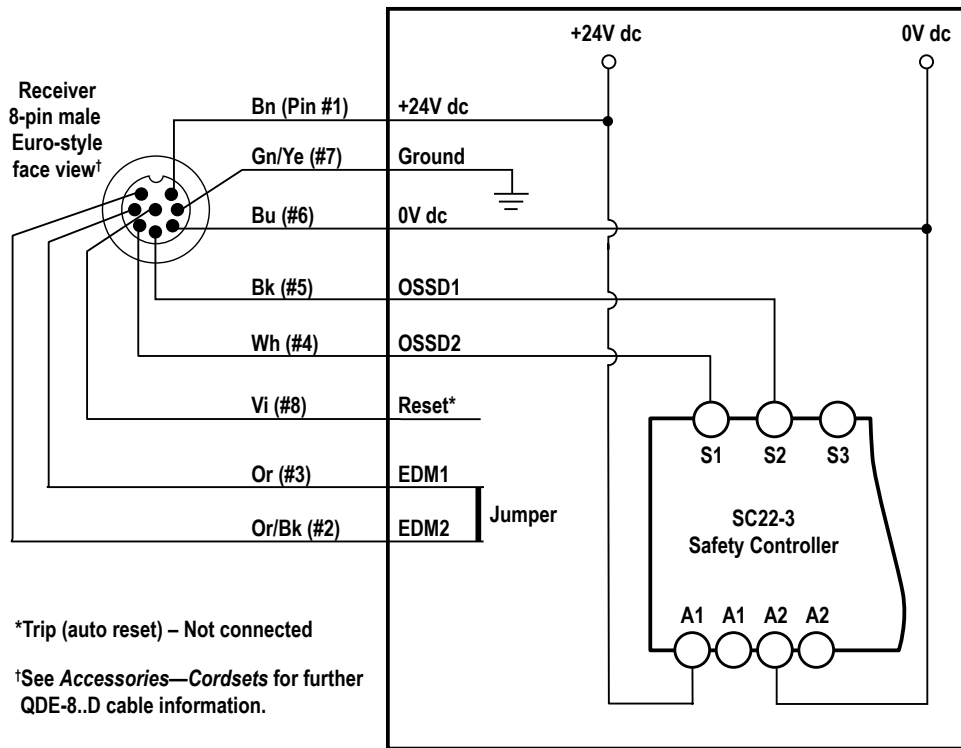 +24V dc
0V dc
Receiver
8-pin male
Euro-style
face view†
Bn (Pin #1)
+24V dc
Gn/Ye (#7)
Ground
Bu (#6)
0V dc
Bk (#5)
OSSD1
Wh (#4)
OSSD2
Vi (#8)
Reset*
Or (#3)
EDM1
Or/Bk (#2)
EDM2
Jumper
S1
S2
S3
SC22-3
Safety Controller
A1
A1
A2
A2
*Trip (auto reset) – Not connected
†See Accessories—Cordsets for further
QDE-8..D cable information.